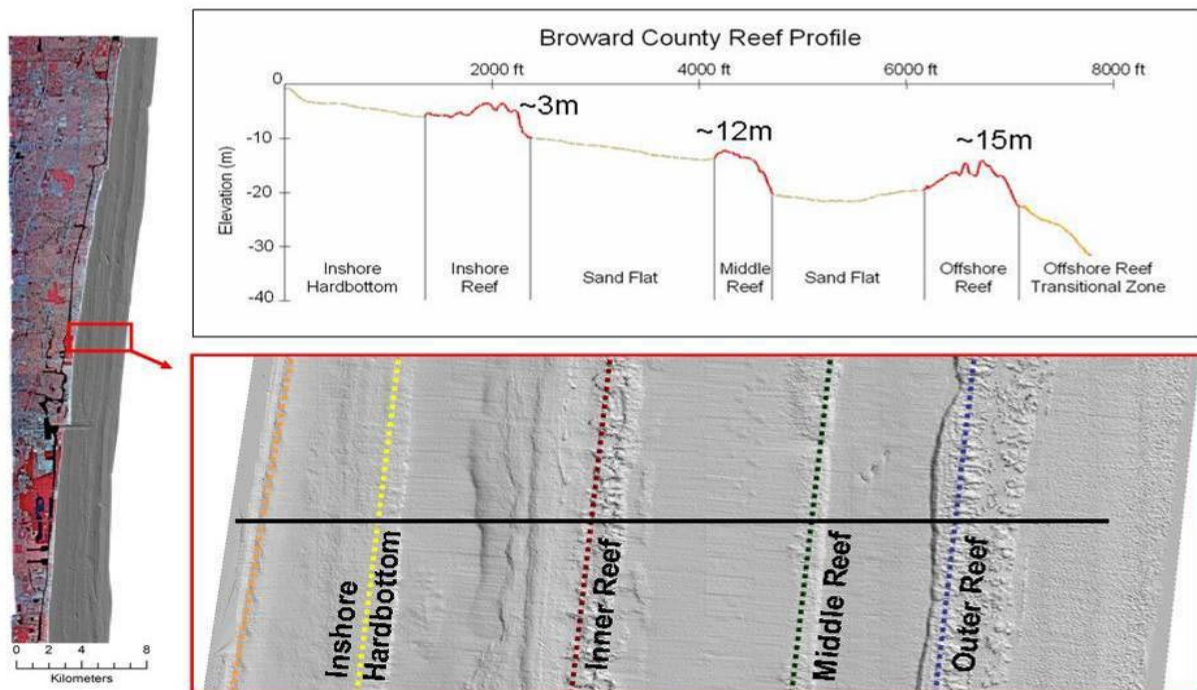 Broward County Reef Profile
0
2000 ft
4000 ft
6000 ft
8000 ft
-10
-20
-30
-40
Elevation (m)
~3m
~12m
~15m
Inshore
Hardbottom
Inshore
Reef
Sand Flat
Middle
Reef
Sand Flat
Offshore
Reef
Offshore Reef
Transitional Zone
Inshore
Hardbottom
Inner Reef
Middle Reef
Outer Reef
0 2 4 8
Kilometers